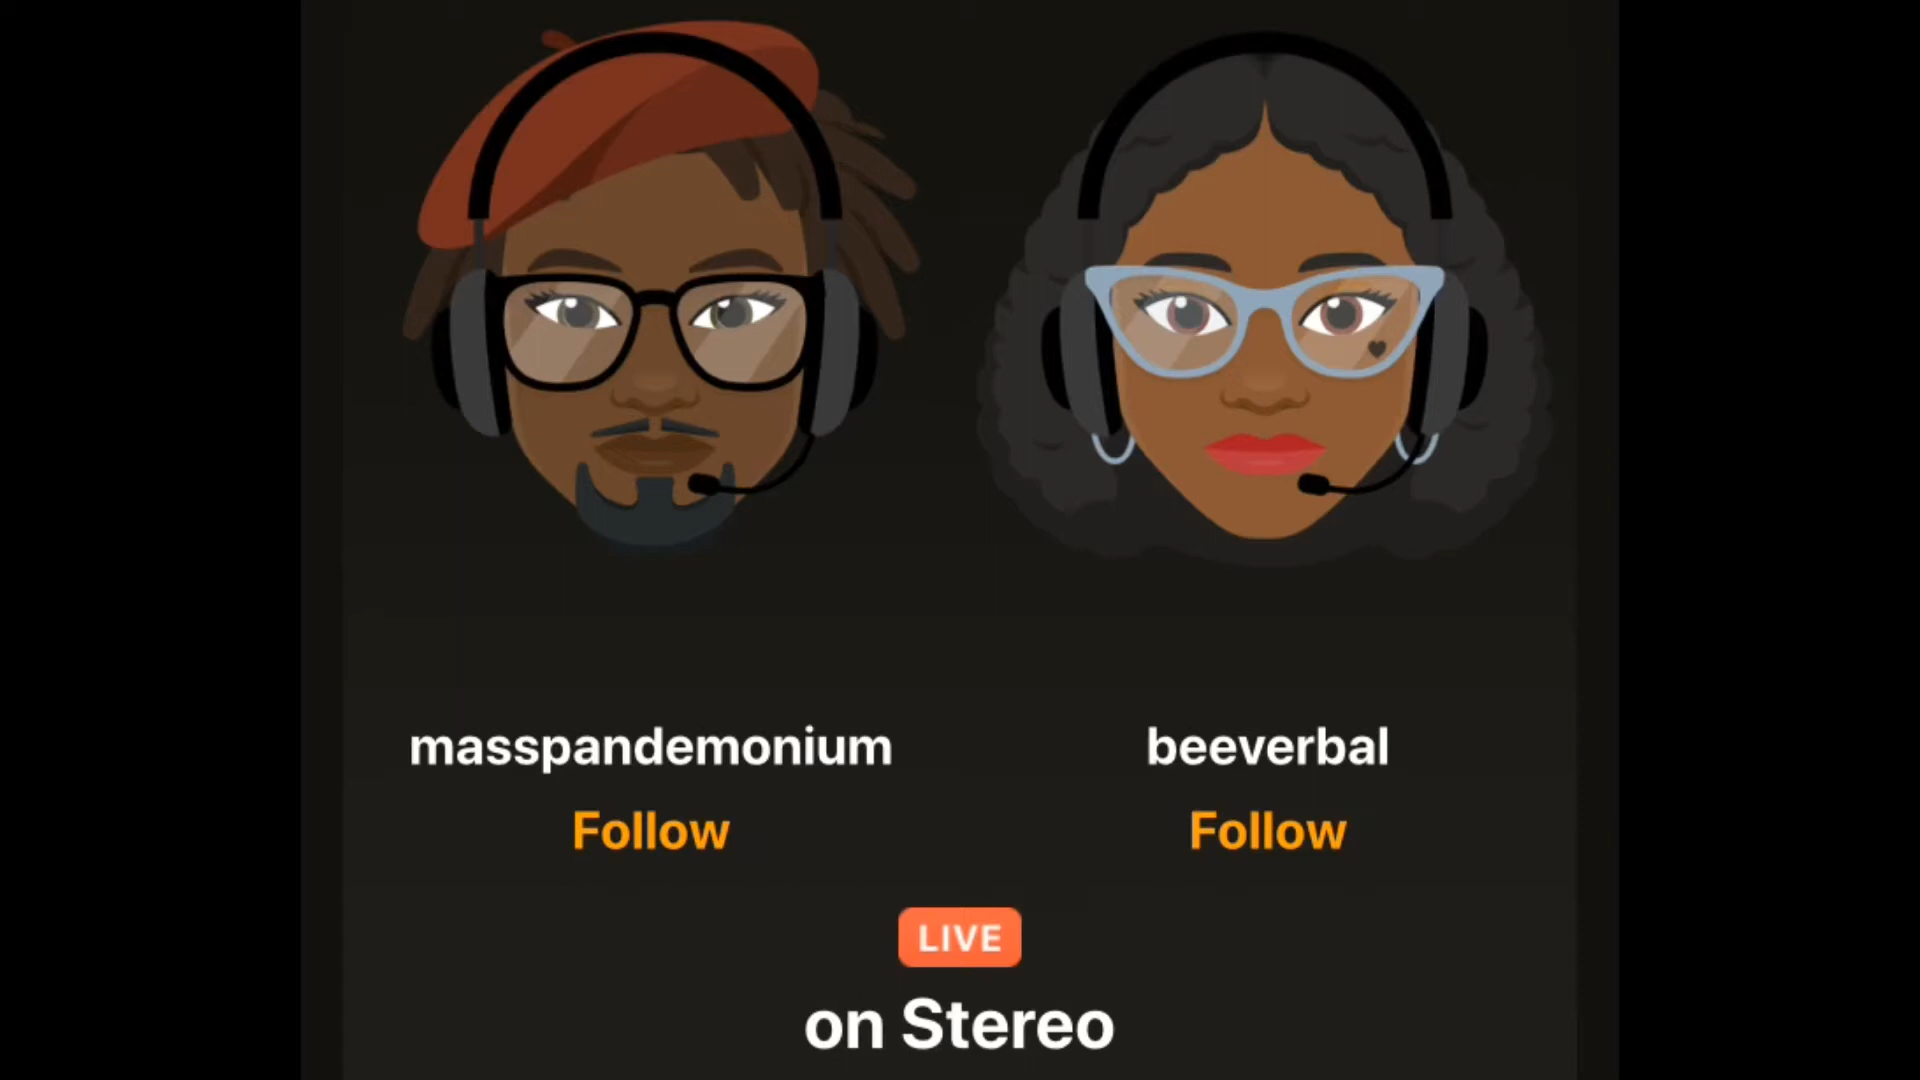 masspandemonium
beeverbal
Follow
Follow
LIVE
on Stereo